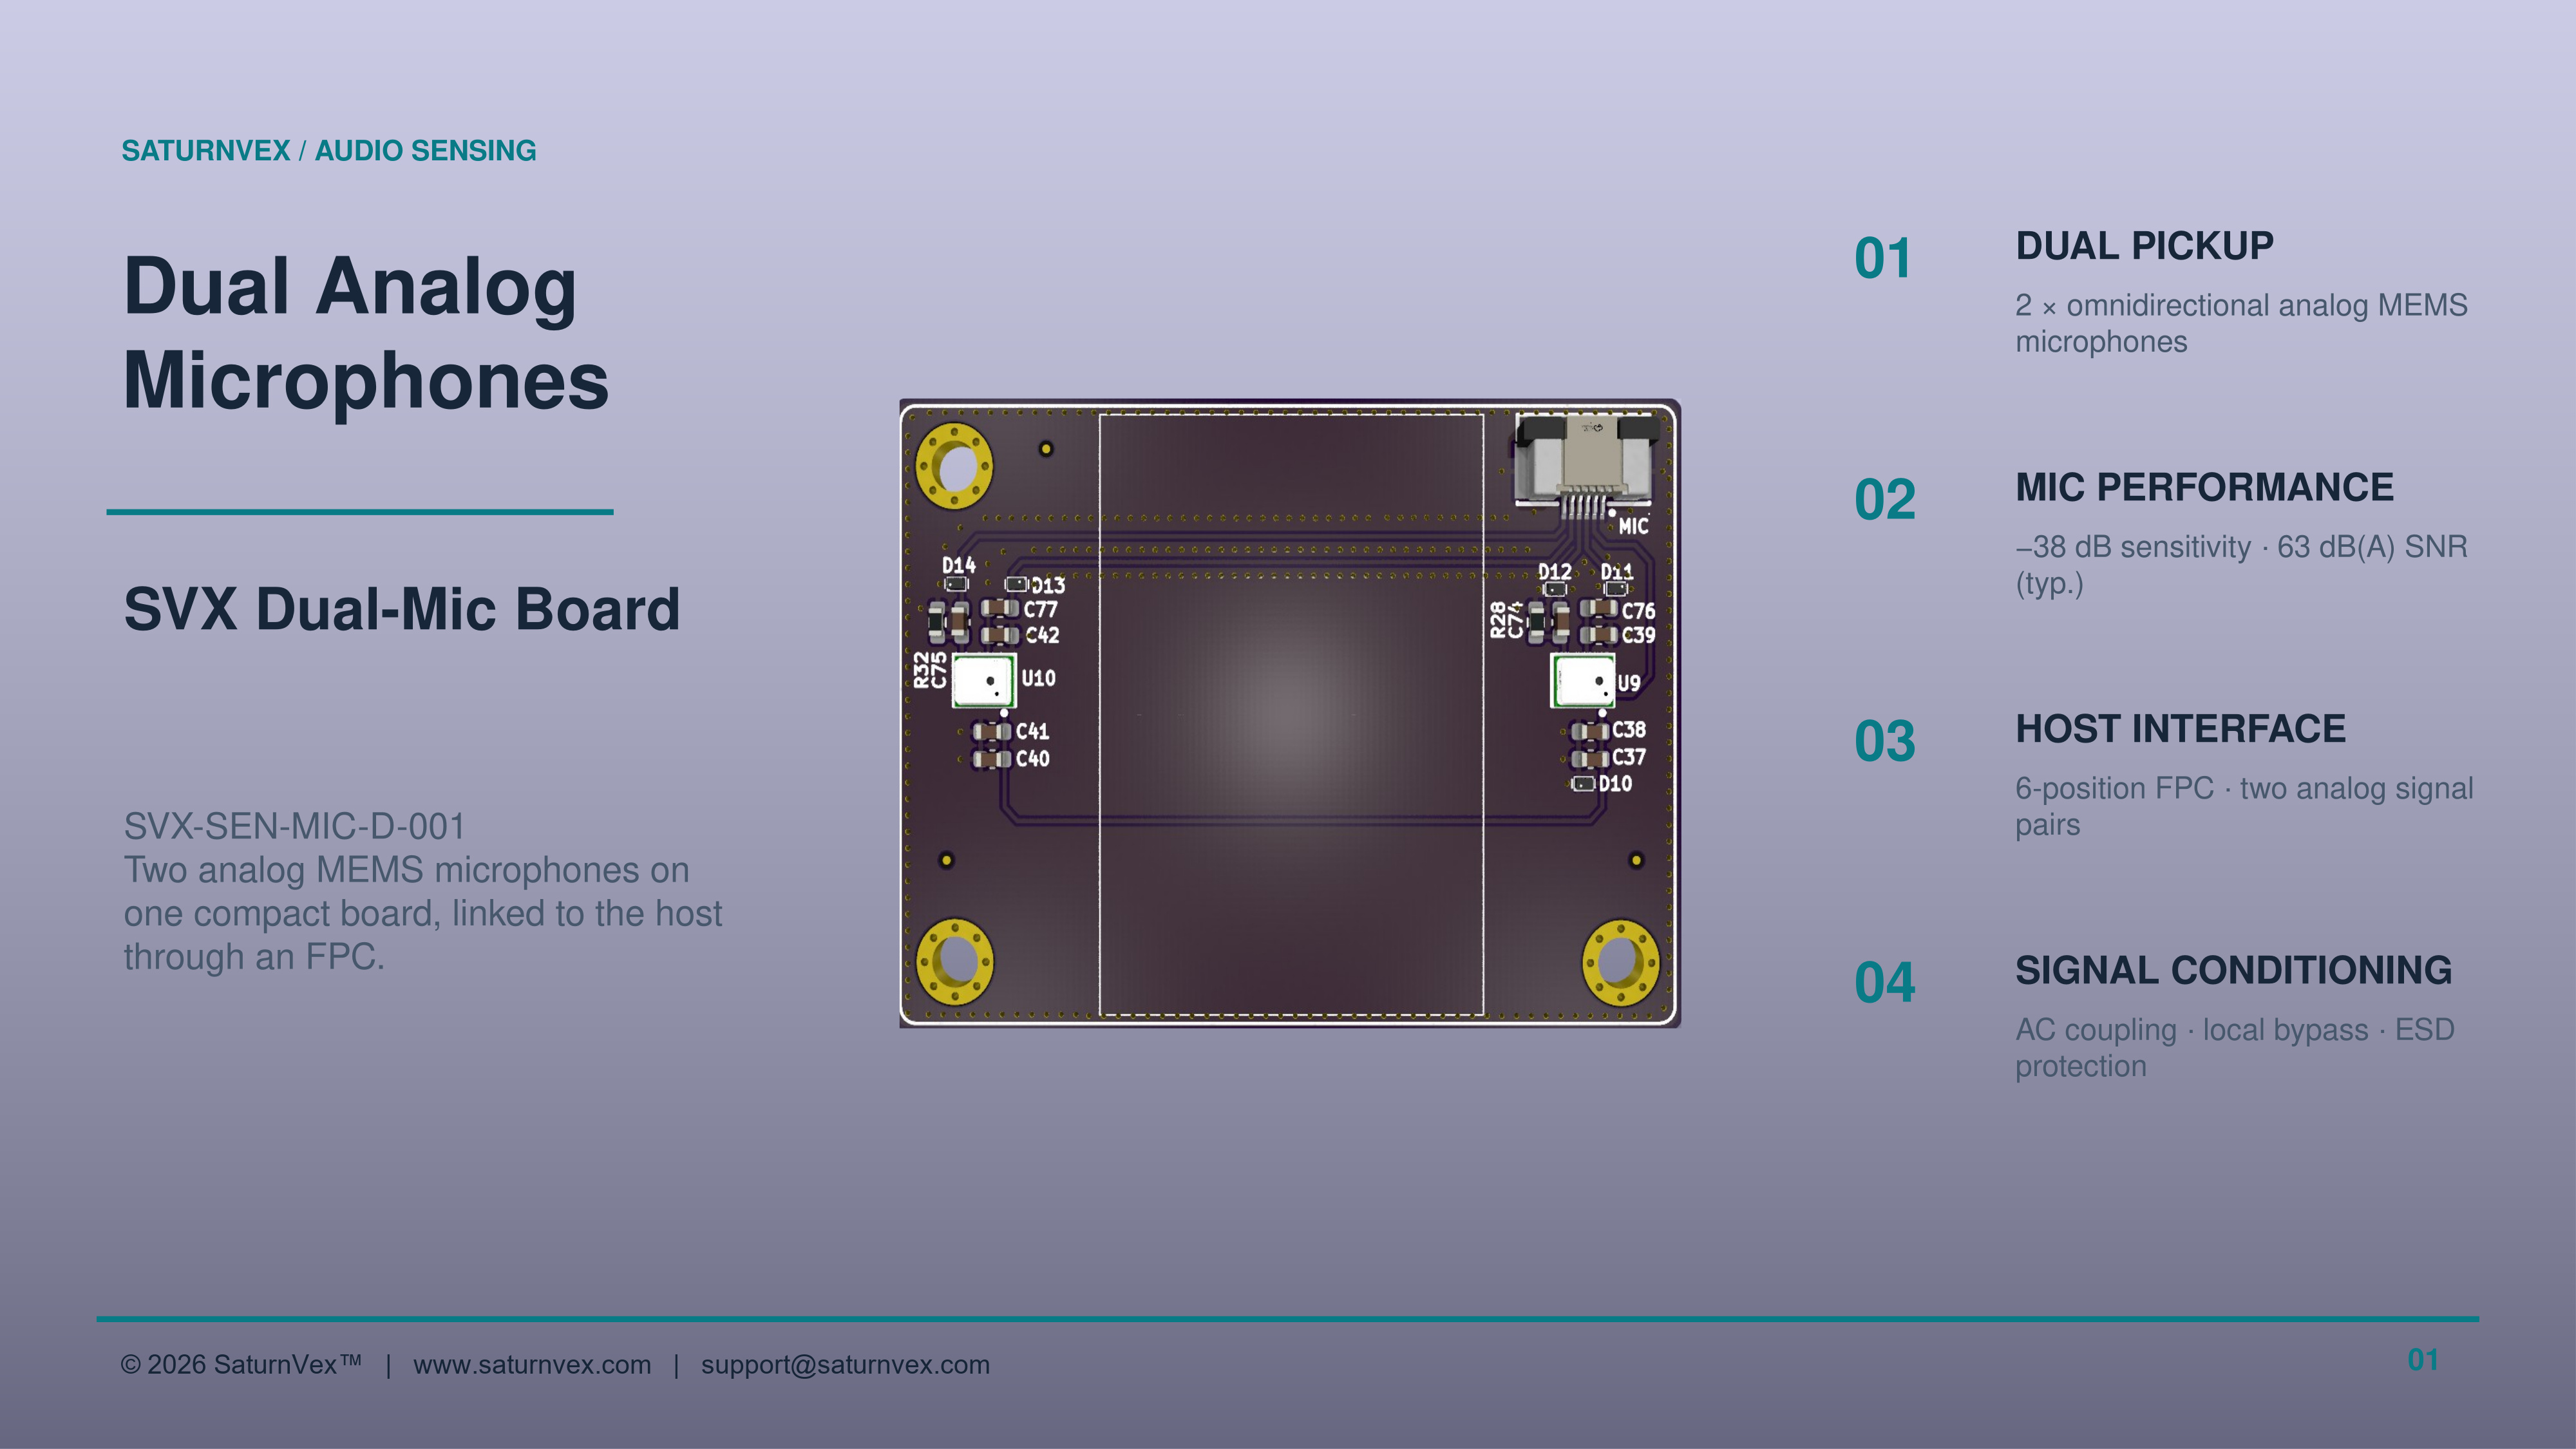 SATURNVEX / AUDIO SENSING
Dual Analog
Microphones
SVX Dual-Mic Board
SVX-SEN-MIC-D-001
Two analog MEMS microphones on
one compact board, linked to the host
through an FPC.
MIC
D14
D13
C77
C42
R32
C75
U10
C41
C40
D12
D11
R28
C74
C76
C39
U9
C38
C37
D10
01
DUAL PICKUP
2 × omnidirectional analog MEMS
microphones
02
MIC PERFORMANCE
–38 dB sensitivity · 63 dB(A) SNR
(typ.)
03
HOST INTERFACE
6-position FPC · two analog signal
pairs
04
SIGNAL CONDITIONING
AC coupling · local bypass · ESD
protection
© 2026 SaturnVex™ | www.saturnvex.com | support@saturnvex.com
01